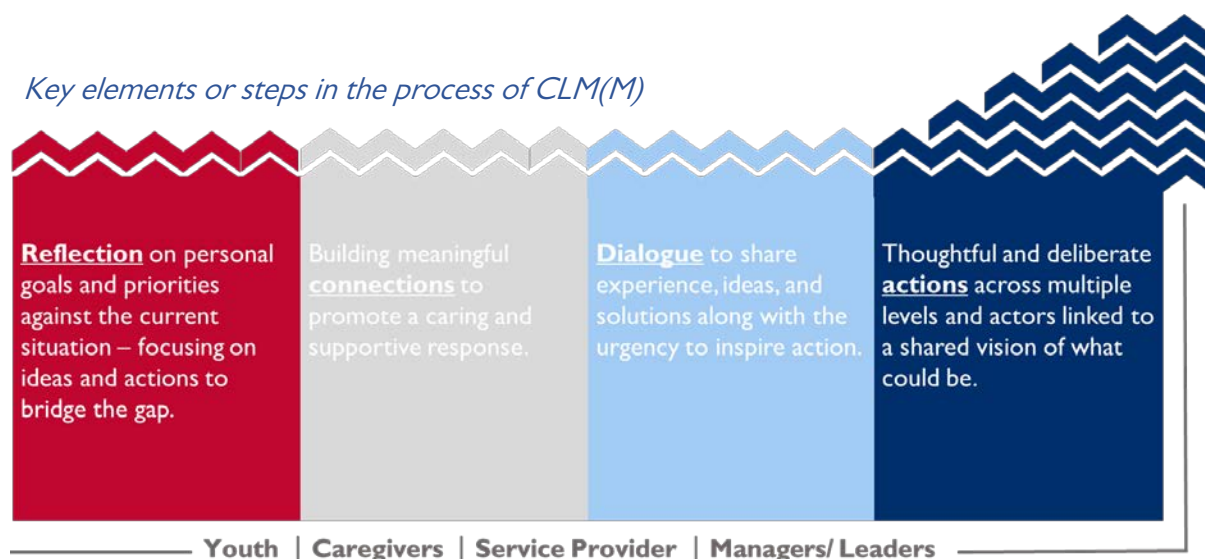 Key elements or steps in the process of CLM(M)
Reflection on personal
goals and priorities
against the current
situation – focusing on
ideas and actions to
bridge the gap.
Building meaningful
connections to
promote a caring and
supportive response.
Dialogue to share
experience, ideas, and
solutions along with the
urgency to inspire action.
Thoughtful and deliberate
actions across multiple
levels and actors linked to
a shared vision of what
could be.
Youth | Caregivers | Service Provider | Managers/ Leaders